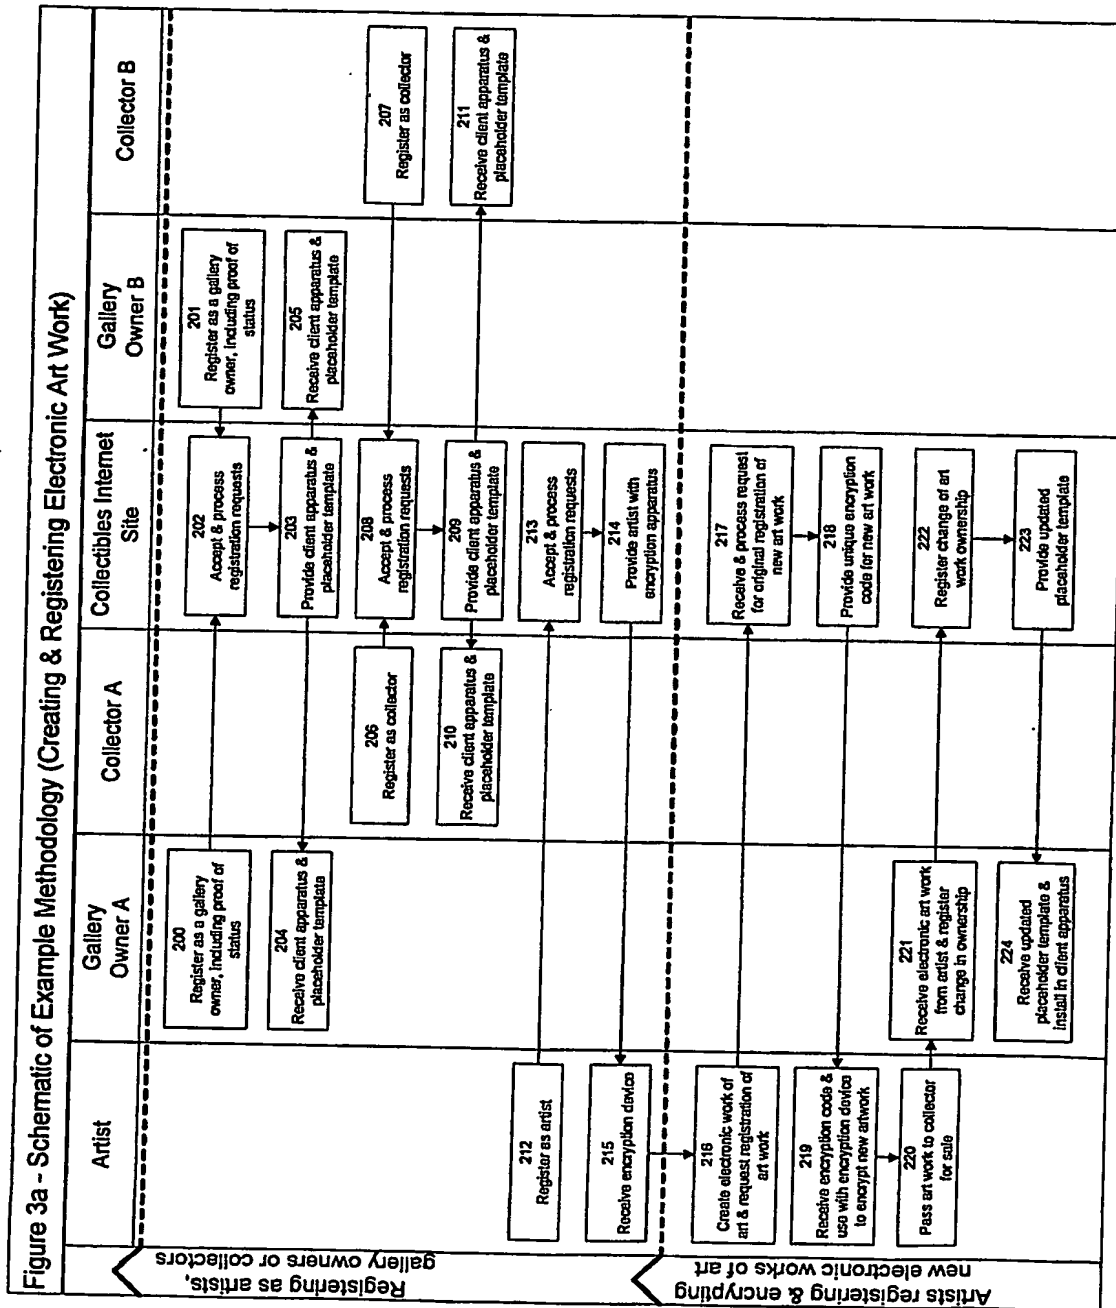 Figure 3a - Schematic of Example Methodology (Creating & Registering Electronic Art Work)
Artist
Gallery
Owner A
Collector A
Collectibles Internet
Site
Gallery
Owner B
Collector B
Registering as artists,
gallery owners or collectors
200
Register as a gallery
owner, including proof of
status
201
Register as a gallery
owner, including proof of
status
202
Accept & process
registration requests
203
Provide client apparatus &
placeholder template
204
Receive client apparatus &
placeholder template
205
Receive client apparatus &
placeholder template
206
Register as collector
207
Register as collector
208
Accept & process
registration requests
209
Provide client apparatus &
placeholder template
210
Receive client apparatus &
placeholder template
211
Receive client apparatus &
placeholder template
212
Register as artist
213
Accept & process
registration requests
214
Provide artist with
encryption apparatus
215
Receive encryption device
Artists registering & encrypting
new electronic works of art
216
Create electronic work of
art & request registration of
art work
217
Receive & process request
for original registration of
new art work
218
Provide unique encryption
code for new art work
219
Receive encryption code &
use with encryption device
to encrypt new artwork
220
Pass art work to collector
for sale
221
Receive electronic art work
from artist & register
change in ownership
222
Register change of art
work ownership
223
Provide updated
placeholder template
224
Receive updated
placeholder template &
install in client apparatus